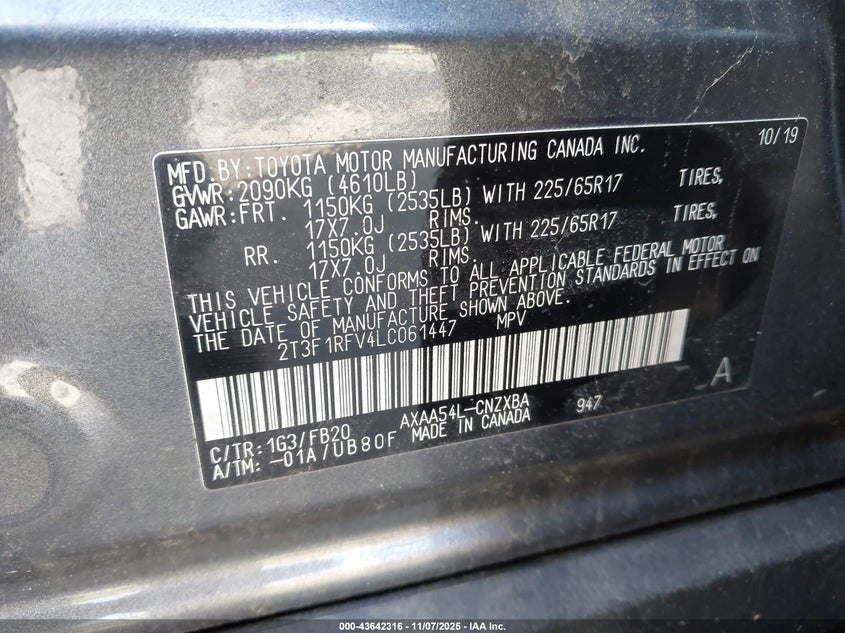 10/19
MFD. BY: TOYOTA MOTOR MANUFACTURING CANADA INC.
GVWR: 2090KG (4610LB)
GAWR: FRT. 1150KG (2535LB) WITH 225/65R17 TIRES,
17X7.0J RIMS.
RR. 1150KG (2535LB) WITH 225/65R17 TIRES,
17X7.0J RIMS.
THIS VEHICLE CONFORMS TO ALL APPLICABLE FEDERAL MOTOR
VEHICLE SAFETY AND THEFT PREVENTION STANDARDS IN EFFECT ON
THE DATE OF MANUFACTURE SHOWN ABOVE.
2T3F1RFV4LC061447 MPV
A
C/TR: 1G3/FB20 AXAA54L-CNZXBA 947
A/TM: -01A/UB80F MADE IN CANADA
000-43642316 - 11/07/2025 - IAA Inc.